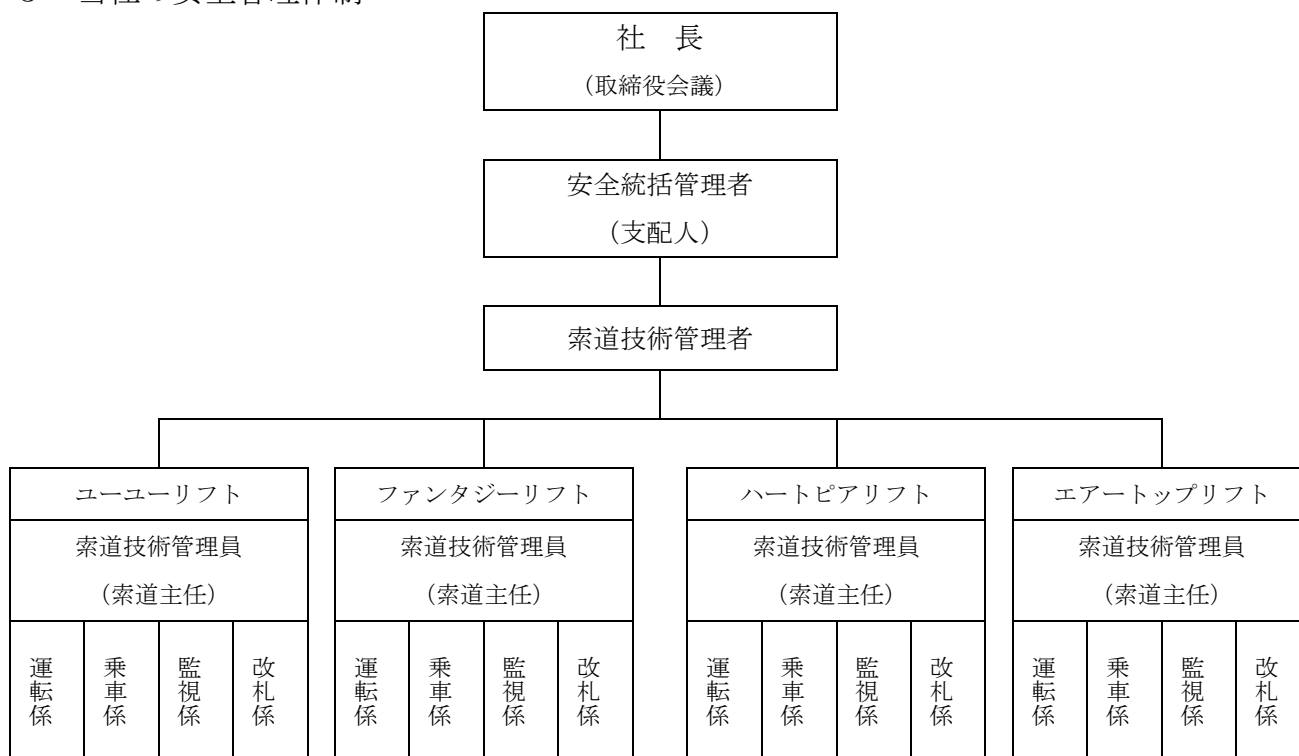 社 長
（取締役会議）
安全統括管理者
（支配人）
索道技術管理者
ユーユーリフト
ファンタジーリフト
ハートピアリフト
エアートップリフト
索道技術管理員
（索道主任）
索道技術管理員
（索道主任）
索道技術管理員
（索道主任）
索道技術管理員
（索道主任）
運転係
乗車係
監視係
改札係
運転係
乗車係
監視係
改札係
運転係
乗車係
監視係
改札係
運転係
乗車係
監視係
改札係